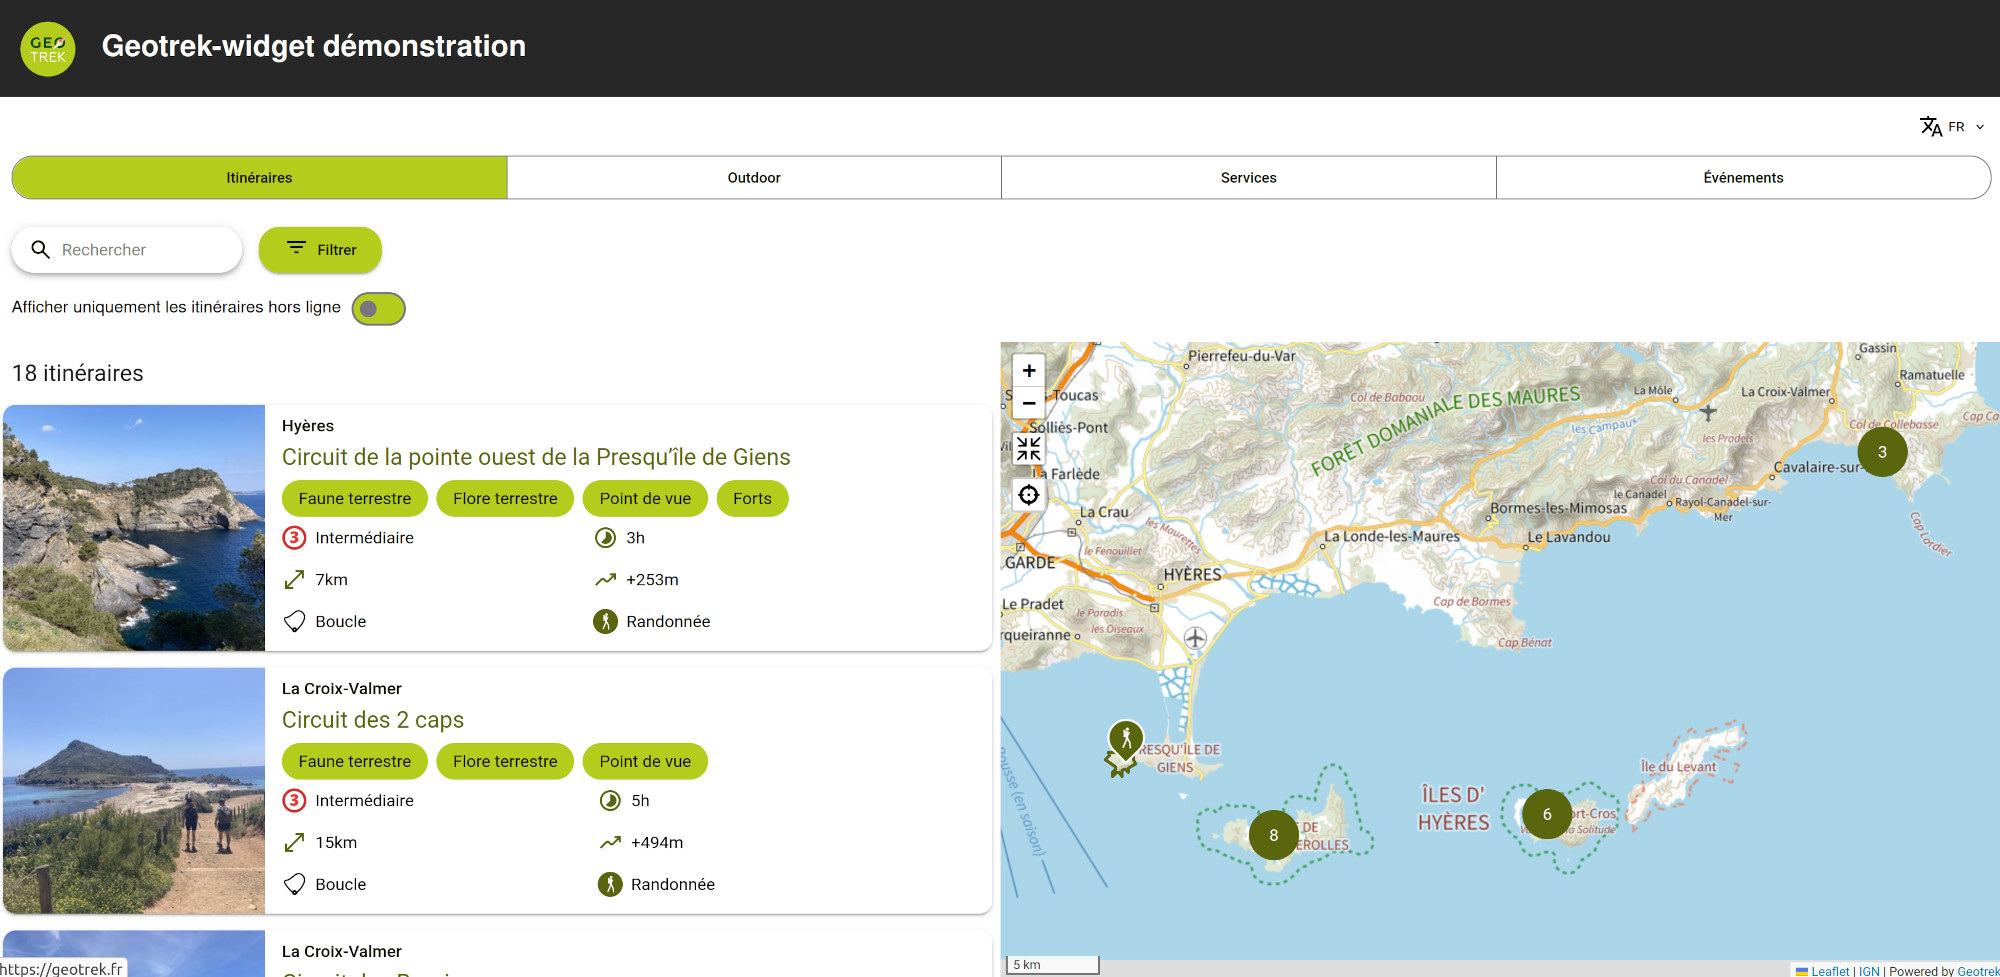 GEO
TREK
Geotrek-widget démonstration
FR
Itinéraires
Outdoor
Services
Événements
Rechercher
Filtrer
Afficher uniquement les itinéraires hors ligne
18 itinéraires
Hyères
Circuit de la pointe ouest de la Presqu'île de Giens
Faune terrestre
Flore terrestre
Point de vue
Forts
3 Intermédiaire
3h
7km
+253m
Boucle
Randonnée
La Croix-Valmer
Circuit des 2 caps
Faune terrestre
Flore terrestre
Point de vue
3 Intermédiaire
5h
15km
+494m
Boucle
Randonnée
La Croix-Valmer
https://geotrek.fr
+
−
Pierrefeu-du-Var
Gassin
Ramatuelle
La Môle
La Croix-Valmer
Toucas
Col de Babaou
FORÊT DOMANIALE DES MAURES
Solliès-Pont
les Campaux
les Pradels
Col de Collebasse
3
La Farlède
Cavalaire-sur-
Col du Canadel
le Canadel
Rayol-Canadel-sur-
Mer
La Crau
les Maurettes
Bormes-les-Mimosas
La Londe-les-Maures
Le Lavandou
Cap Lardier
GARDE
le Fenouillet
HYÈRES
Le Pradet
le Paradis
les Oiseaux
Cap de Bormes
Cap Bénat
RESQU'ÎLE DE
GIENS
Île du Levant
ÎLES D'
HYÈRES
6
ort-Cros
la Solitude
8
DE
EROLLES
(en saison)
5 km
Leaflet | IGN | Powered by Geotrek